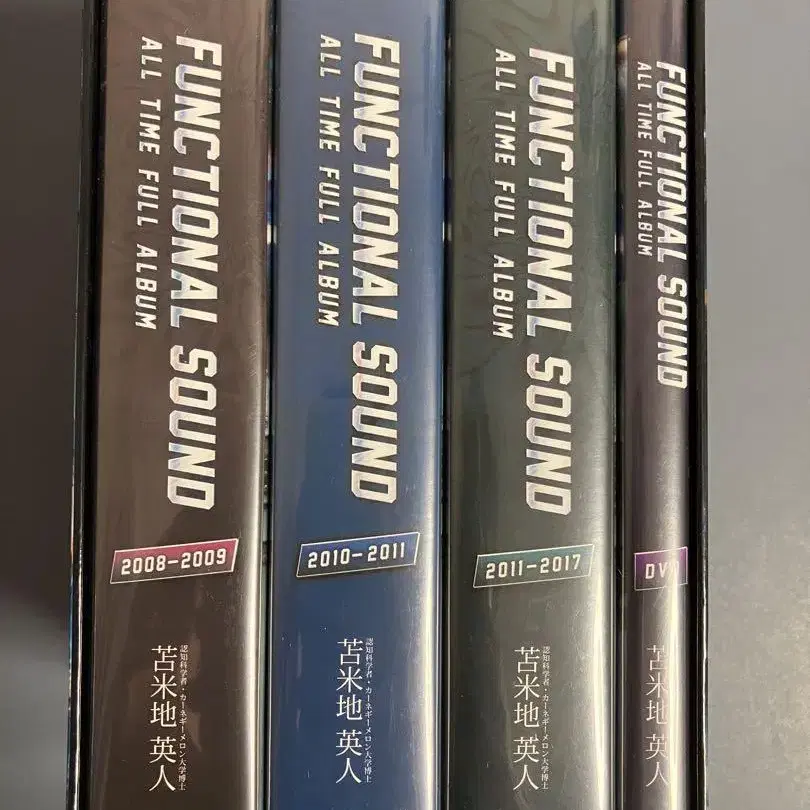 FUNCTIONAL SOUND
ALL TIME FULL ALBUM
2008-2009
認知科学者・カーネギーメロン大学博士
苫米地 英人
FUNCTIONAL SOUND
ALL TIME FULL ALBUM
2010-2011
認知科学者・カーネギーメロン大学博士
苫米地 英人
FUNCTIONAL SOUND
ALL TIME FULL ALBUM
2011-2017
認知科学者・カーネギーメロン大学博士
苫米地 英人
FUNCTIONAL SOUND
ALL TIME FULL ALBUM
DVD
苫米地 英人